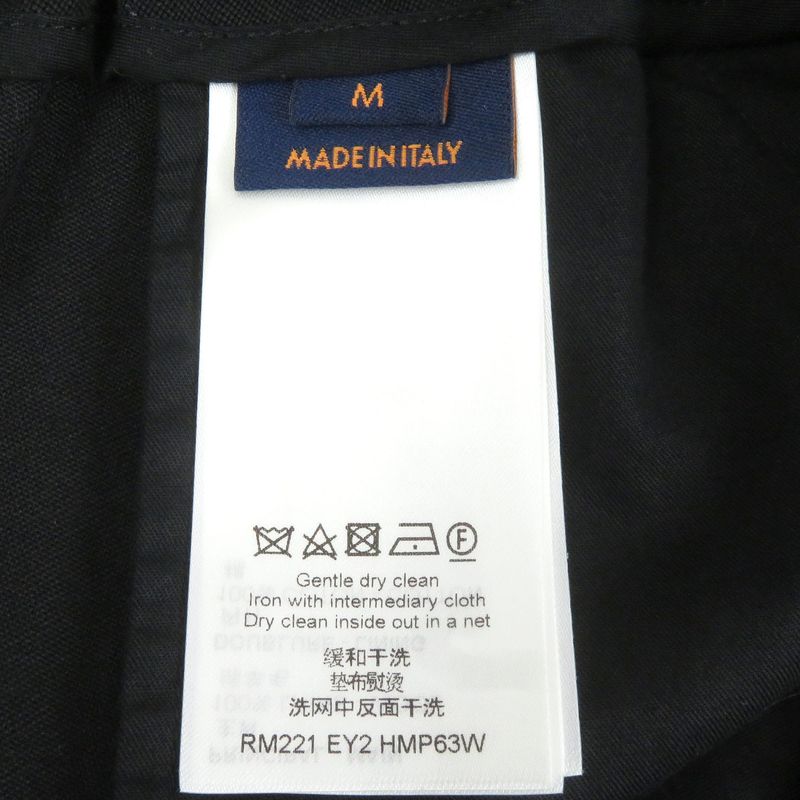 M
MADE IN ITALY
F
Gentle dry clean
Iron with intermediary cloth
Dry clean inside out in a net
缓和干洗
垫布熨烫
洗网中反面干洗
RM221 EY2 HMP63W